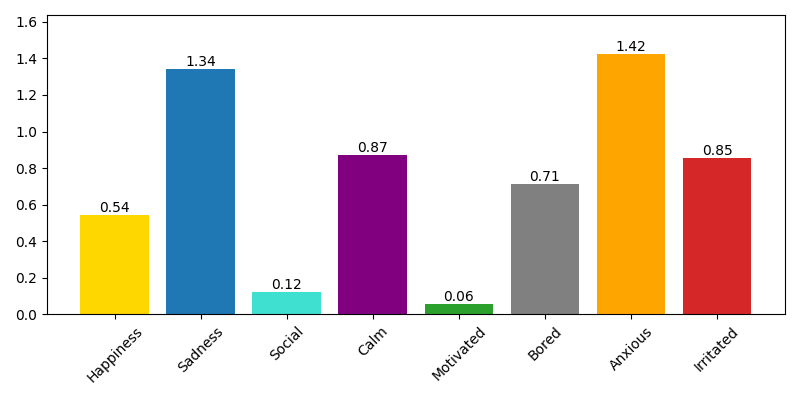 1.6
1.4
1.2
1.0
0.8
0.6
0.4
0.2
0.0
0.54
1.34
0.12
0.87
0.06
0.71
1.42
0.85
Happiness
Sadness
Social
Calm
Motivated
Bored
Anxious
Irritated